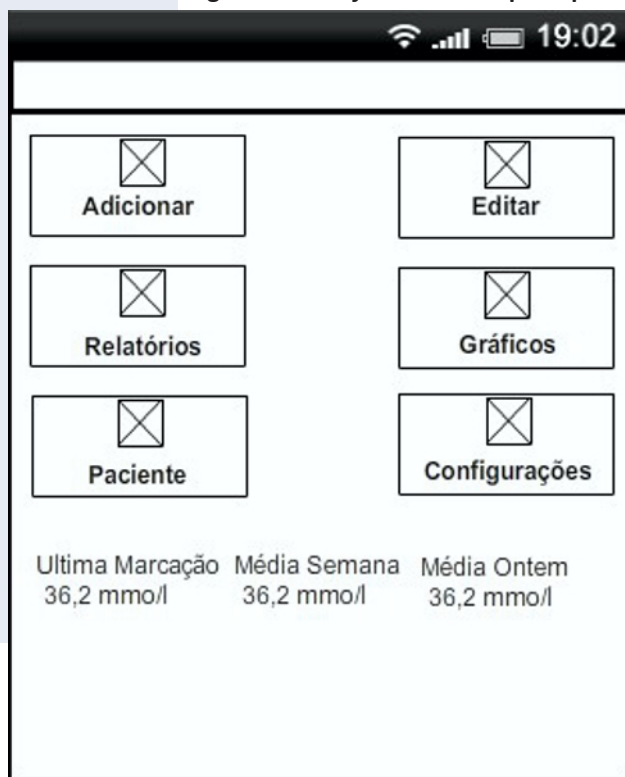 19:02
Adicionar
Editar
Relatórios
Gráficos
Paciente
Configurações
Ultima Marcação Média Semana Média Ontem
36,2 mmo/l 36,2 mmo/l 36,2 mmo/l